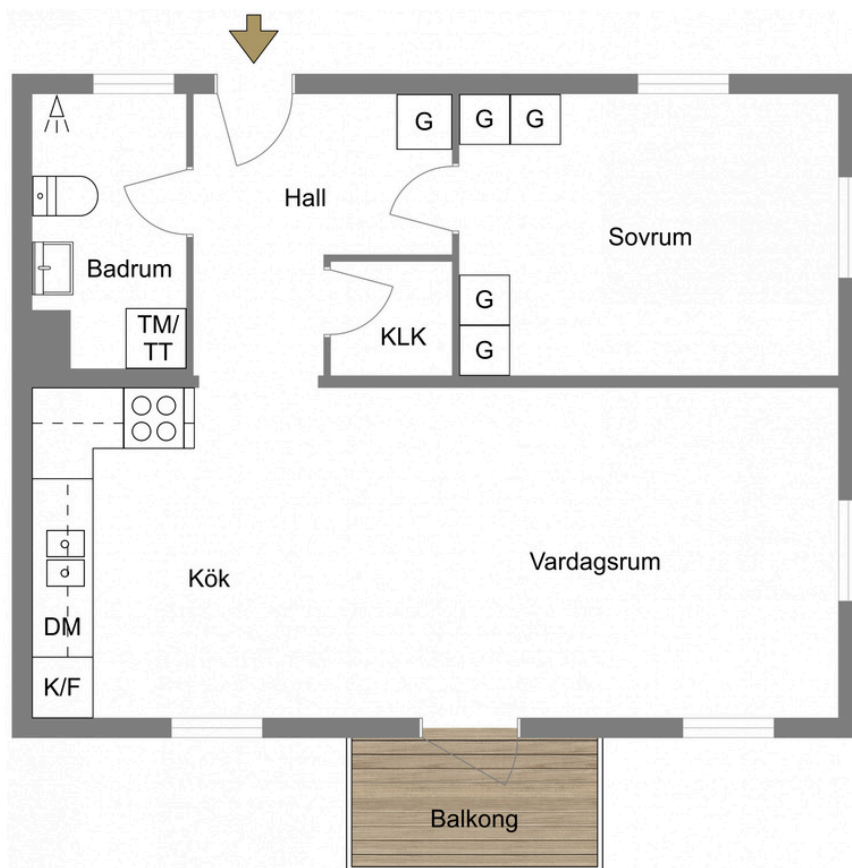 G
G
G
Hall
Sovrum
Badrum
G
TM/
TT
KLK
G
Vardagsrum
Kök
DM
K/F
Balkong